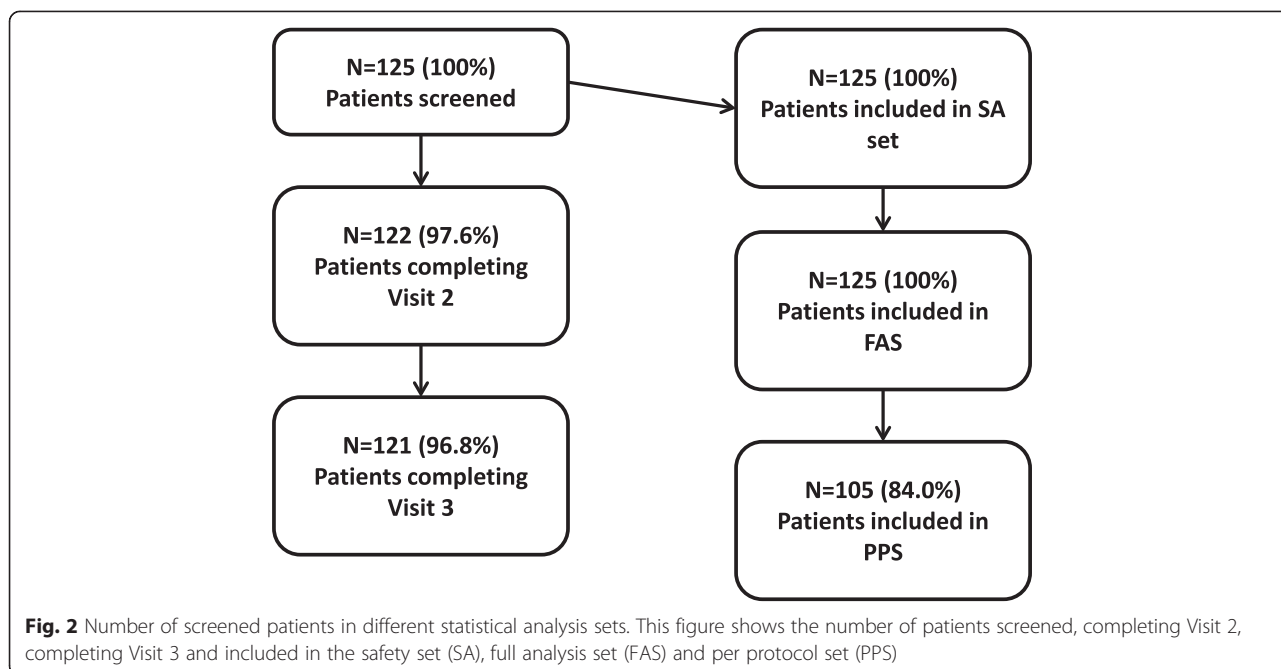 N=125 (100%)
Patients screened
N=122 (97.6%)
Patients completing
Visit 2
N=121 (96.8%)
Patients completing
Visit 3
N=125 (100%)
Patients included in SA
set
N=125 (100%)
Patients included in
FAS
N=105 (84.0%)
Patients included in
PPS
Fig. 2 Number of screened patients in different statistical analysis sets. This figure shows the number of patients screened, completing Visit 2,
completing Visit 3 and included in the safety set (SA), full analysis set (FAS) and per protocol set (PPS)